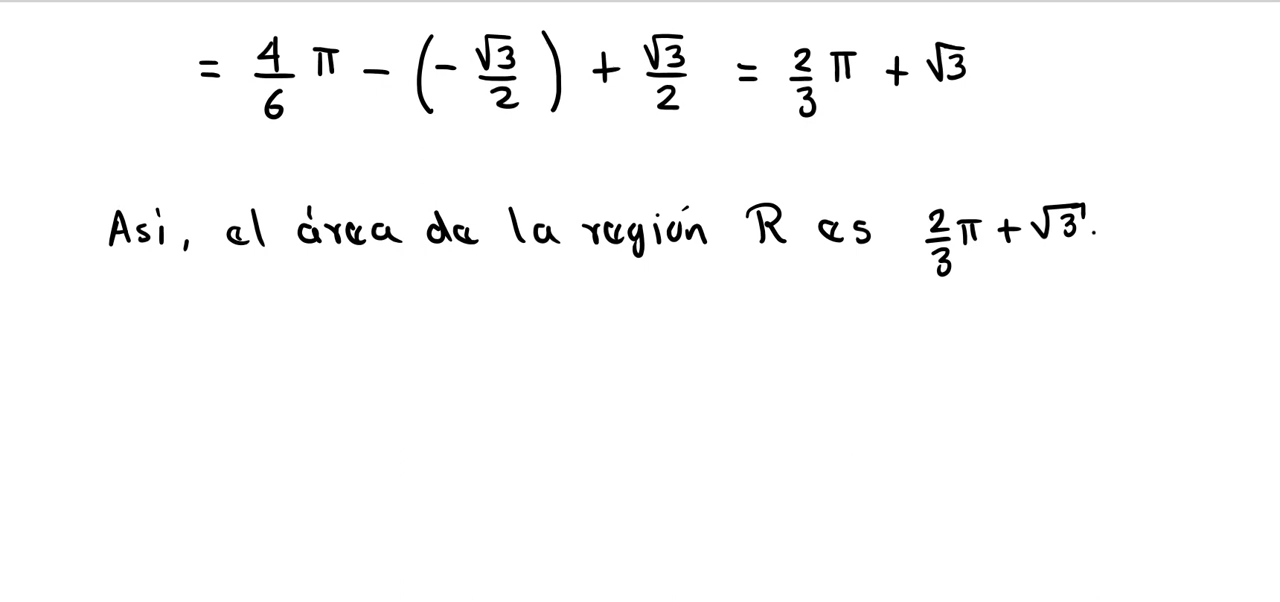 = 4/6 π − (− √3/2) + √3/2 = 2/3 π + √3
Asi, el área de la región R es 2/3 π + √3.